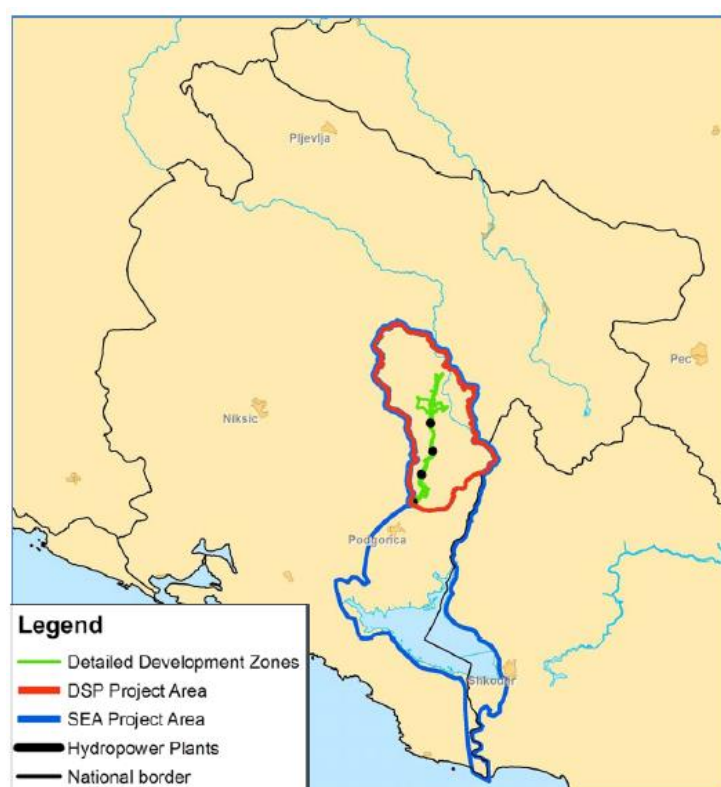 Pljevlja
Pec
Niksic
Podgorica
Shkoder
Legend
Detailed Development Zones
DSP Project Area
SEA Project Area
Hydropower Plants
National border